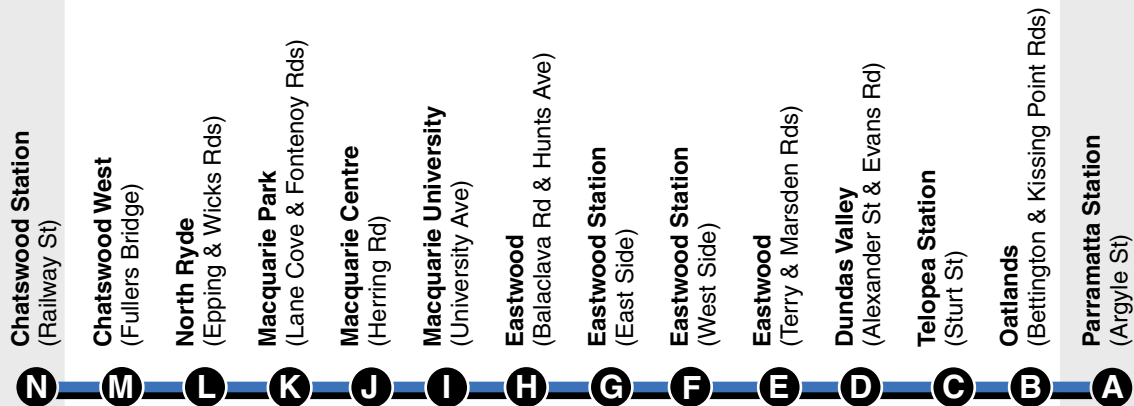 Chatswood Station
(Railway St)
Chatswood West
(Fullers Bridge)
North Ryde
(Epping & Wicks Rds)
Macquarie Park
(Lane Cove & Fontenoy Rds)
Macquarie Centre
(Herring Rd)
Macquarie University
(University Ave)
Eastwood
(Balaclava Rd & Hunts Ave)
Eastwood Station
(East Side)
Eastwood Station
(West Side)
Eastwood
(Terry & Marsden Rds)
Dundas Valley
(Alexander St & Evans Rd)
Telopea Station
(Sturt St)
Oatlands
(Bettington & Kissing Point Rds)
Parramatta Station
(Argyle St)
N M L K J I H G F E D C B A